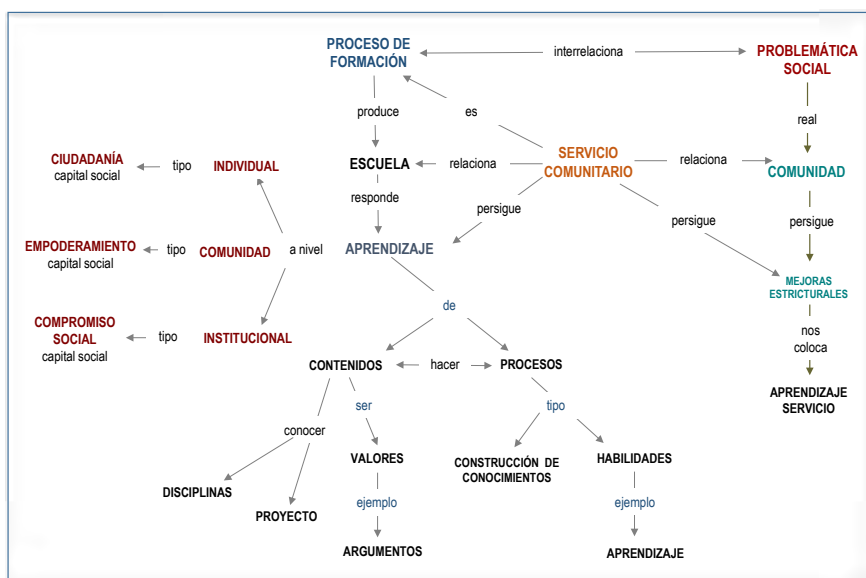 PROCESO DE
FORMACIÓN
interrelaciona
PROBLEMÁTICA
SOCIAL
produce
es
real
CIUDADANÍA
capital social
tipo
INDIVIDUAL
ESCUELA
relaciona
SERVICIO
COMUNITARIO
relaciona
COMUNIDAD
responde
persigue
persigue
persigue
EMPODERAMIENTO
capital social
tipo
COMUNIDAD
a nivel
APRENDIZAJE
MEJORAS
ESTRICTURALES
de
COMPROMISO
SOCIAL
capital social
tipo
INSTITUCIONAL
nos
coloca
CONTENIDOS
hacer
PROCESOS
APRENDIZAJE
SERVICIO
ser
tipo
conocer
VALORES
CONSTRUCCIÓN DE
CONOCIMIENTOS
HABILIDADES
DISCIPLINAS
PROYECTO
ejemplo
ejemplo
ARGUMENTOS
APRENDIZAJE